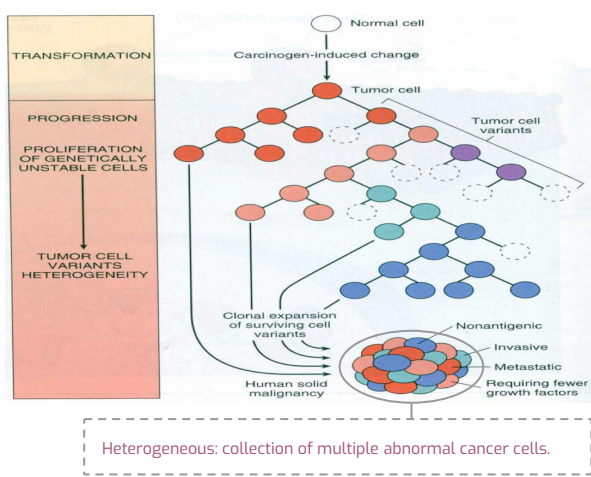 Normal cell
TRANSFORMATION
Carcinogen-induced change
Tumor cell
PROGRESSION
PROLIFERATION
OF GENETICALLY
UNSTABLE CELLS
Tumor cell
variants
TUMOR CELL
VARIANTS
HETEROGENEITY
Clonal expansion
of surviving cell
variants
Human solid
malignancy
Nonantigenic
Invasive
Metastatic
Requiring fewer
growth factors
Heterogeneous: collection of multiple abnormal cancer cells.